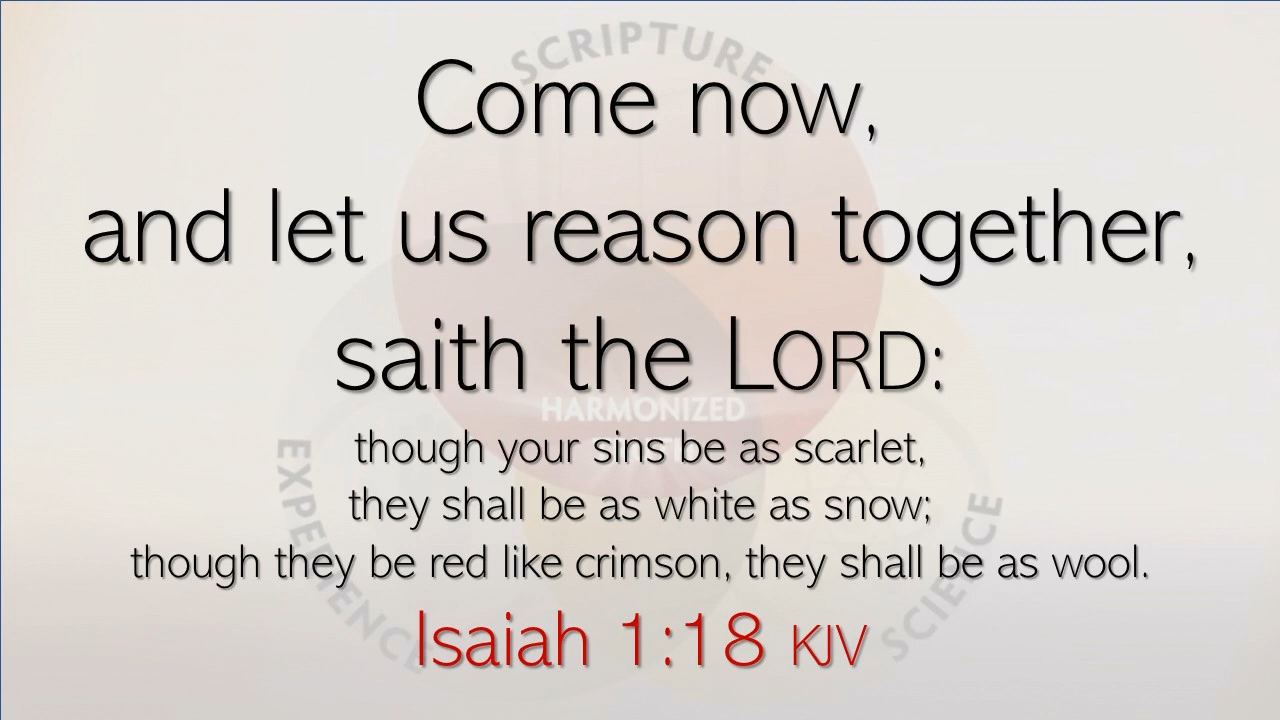 SCRIPTURE
Come now,
and let us reason together,
saith the LORD:
HARMONIZED
though your sins be as scarlet,
they shall be as white as snow;
though they be red like crimson, they shall be as wool.
EXPERIENCE
SCIENCE
Isaiah 1:18 KJV